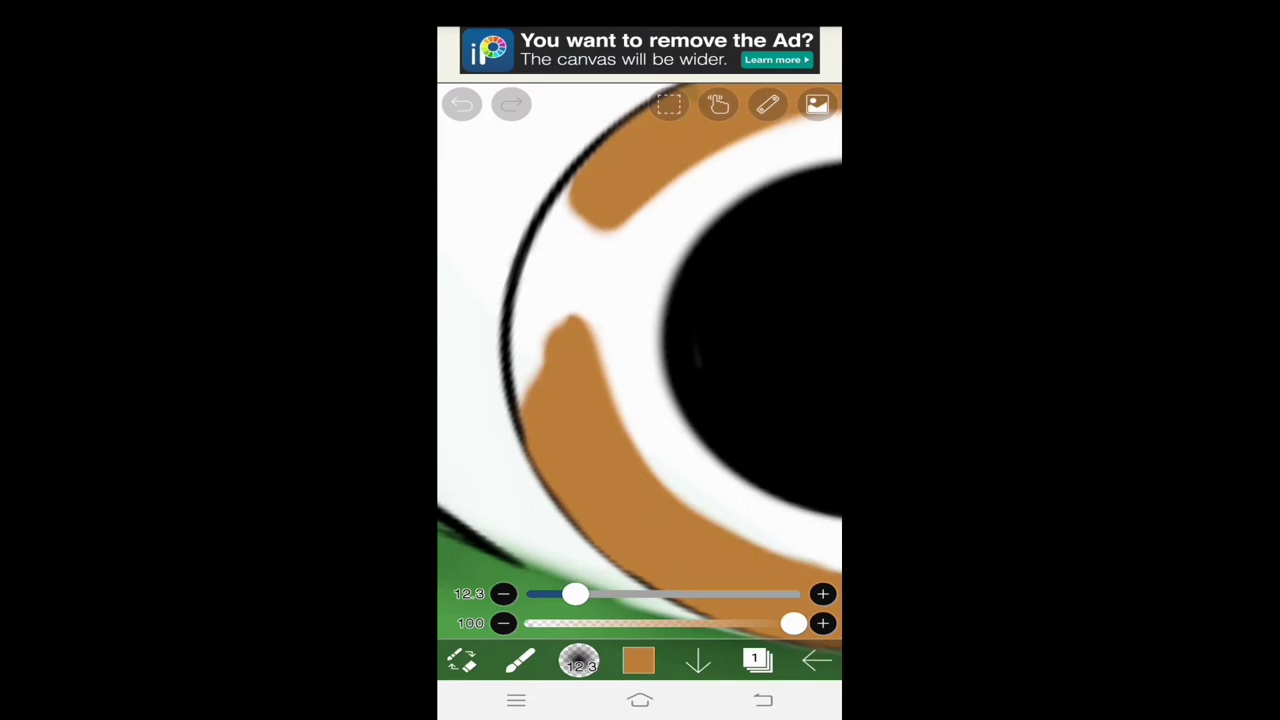 iP
You want to remove the Ad?
The canvas will be wider.
Learn more
12.3
100
12.3
1